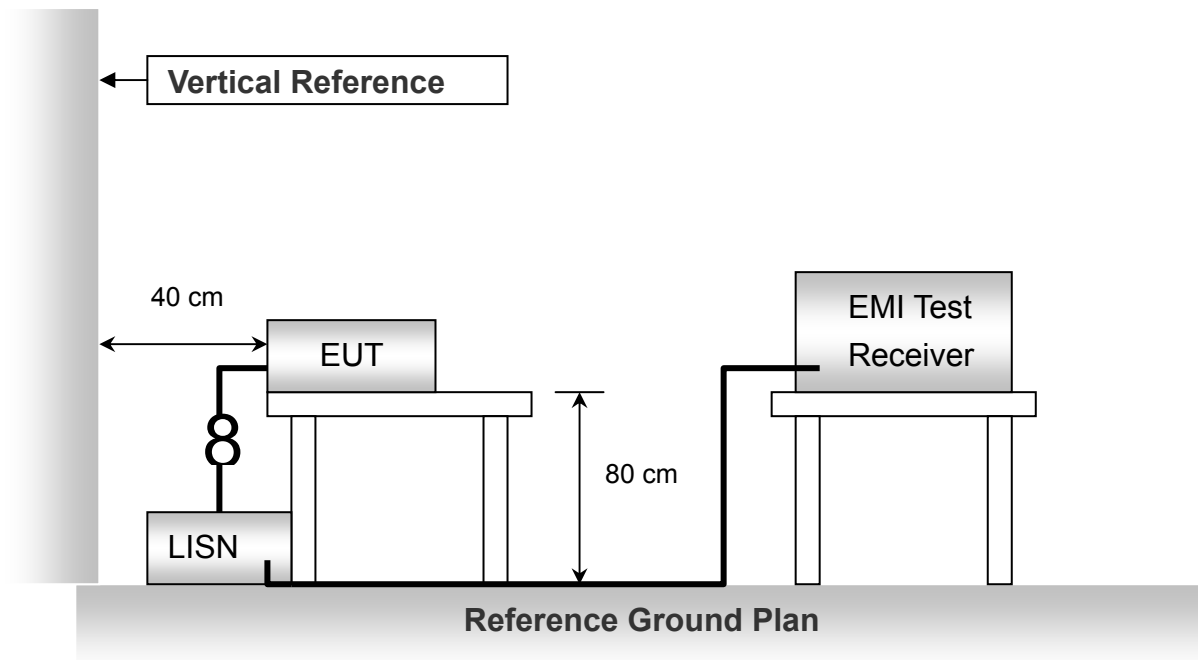 Vertical Reference
40 cm
EUT
EMI Test
Receiver
8
80 cm
LISN
Reference Ground Plan